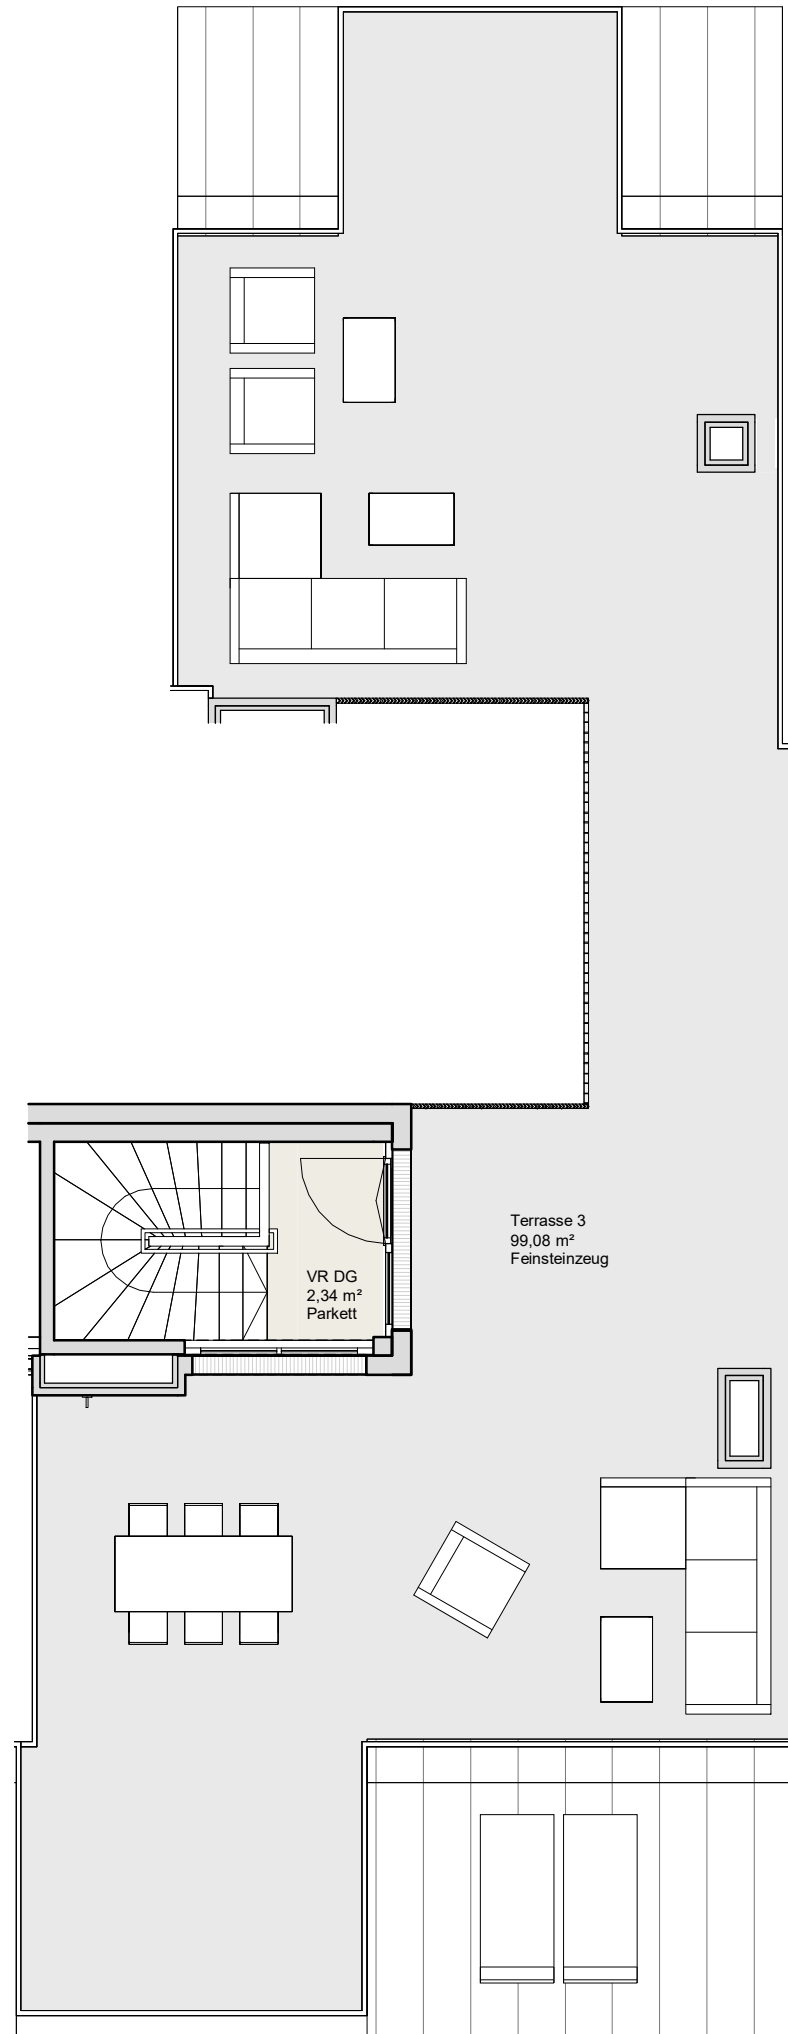 Terrasse 3
99,08 m²
Feinsteinzeug
VR DG
2,34 m²
Parkett